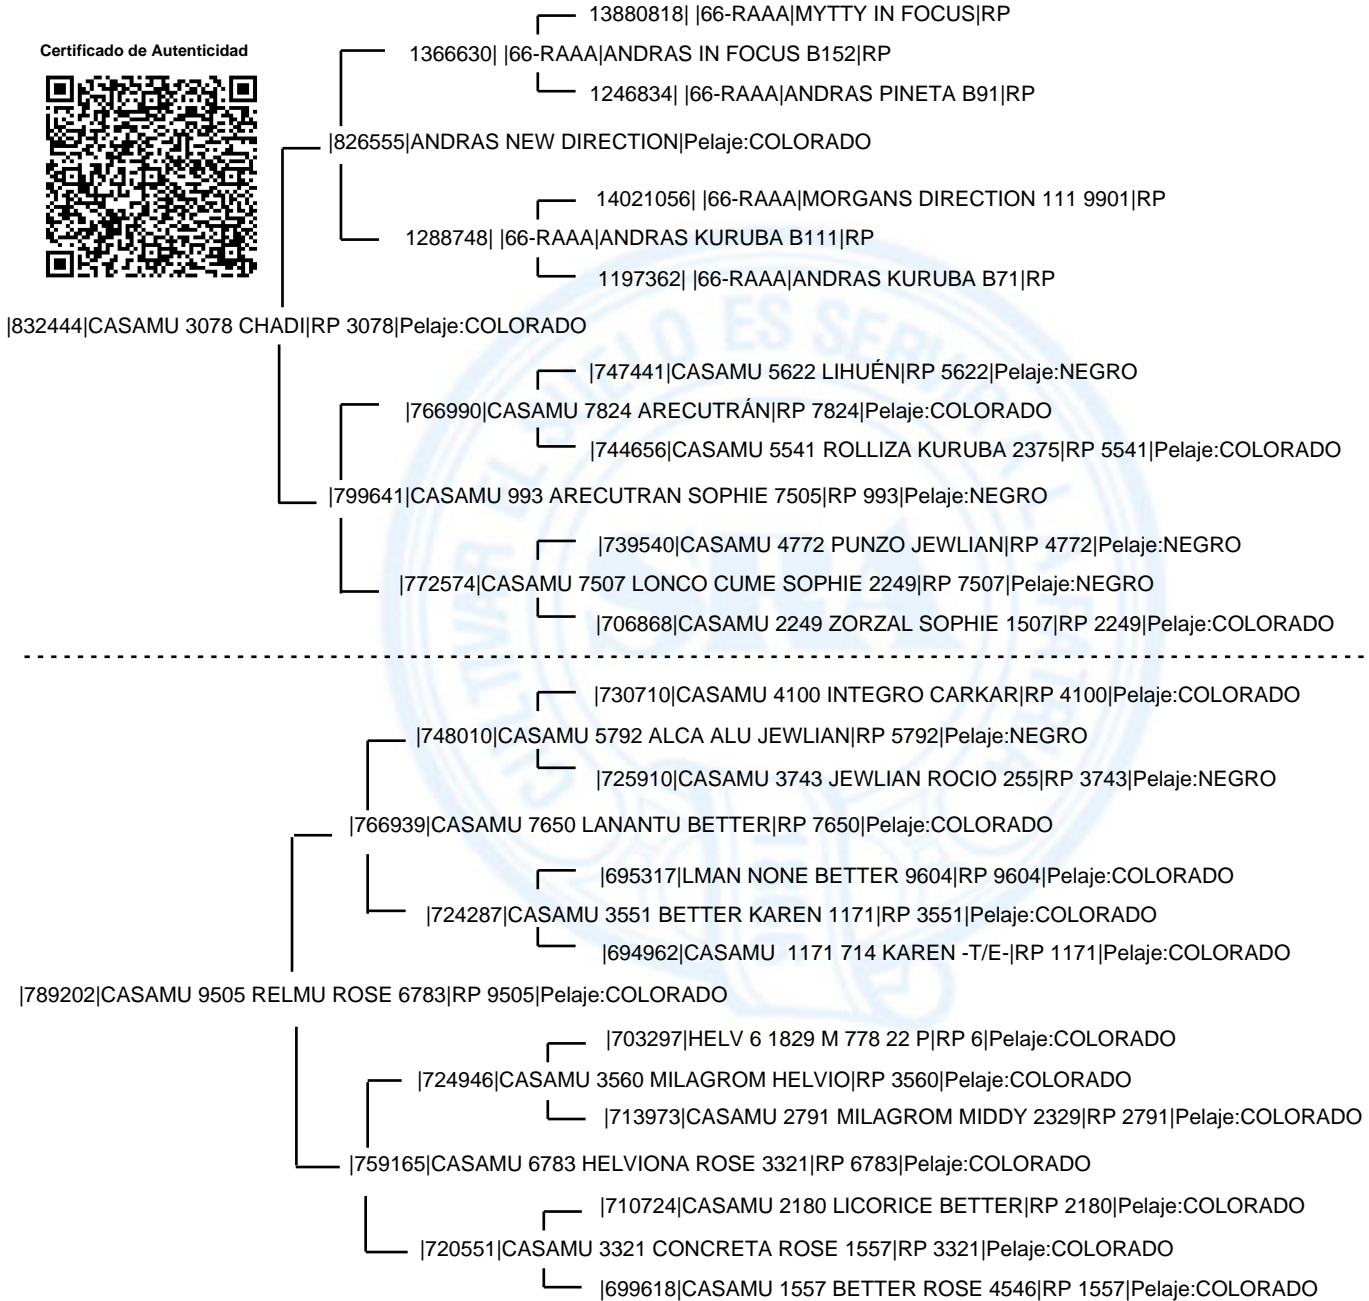 13880818| |66-RAAA|MYTTY IN FOCUS|RP
Certificado de Autenticidad
1366630| |66-RAAA|ANDRAS IN FOCUS B152|RP
1246834| |66-RAAA|ANDRAS PINETA B91|RP
|826555|ANDRAS NEW DIRECTION|Pelaje:COLORADO
14021056| |66-RAAA|MORGANS DIRECTION 111 9901|RP
1288748| |66-RAAA|ANDRAS KURUBA B111|RP
1197362| |66-RAAA|ANDRAS KURUBA B71|RP
|832444|CASAMU 3078 CHADI|RP 3078|Pelaje:COLORADO
|747441|CASAMU 5622 LIHUÉN|RP 5622|Pelaje:NEGRO
|766990|CASAMU 7824 ARECUTRÁN|RP 7824|Pelaje:COLORADO
|744656|CASAMU 5541 ROLLIZA KURUBA 2375|RP 5541|Pelaje:COLORADO
|799641|CASAMU 993 ARECUTRAN SOPHIE 7505|RP 993|Pelaje:NEGRO
|739540|CASAMU 4772 PUNZO JEWLIAN|RP 4772|Pelaje:NEGRO
|772574|CASAMU 7507 LONCO CUME SOPHIE 2249|RP 7507|Pelaje:NEGRO
|706868|CASAMU 2249 ZORZAL SOPHIE 1507|RP 2249|Pelaje:COLORADO
|730710|CASAMU 4100 INTEGRO CARKAR|RP 4100|Pelaje:COLORADO
|748010|CASAMU 5792 ALCA ALU JEWLIAN|RP 5792|Pelaje:NEGRO
|725910|CASAMU 3743 JEWLIAN ROCIO 255|RP 3743|Pelaje:NEGRO
|766939|CASAMU 7650 LANANTU BETTER|RP 7650|Pelaje:COLORADO
|695317|LMAN NONE BETTER 9604|RP 9604|Pelaje:COLORADO
|724287|CASAMU 3551 BETTER KAREN 1171|RP 3551|Pelaje:COLORADO
|694962|CASAMU  1171 714 KAREN -T/E-|RP 1171|Pelaje:COLORADO
|789202|CASAMU 9505 RELMU ROSE 6783|RP 9505|Pelaje:COLORADO
|703297|HELV 6 1829 M 778 22 P|RP 6|Pelaje:COLORADO
|724946|CASAMU 3560 MILAGROM HELVIO|RP 3560|Pelaje:COLORADO
|713973|CASAMU 2791 MILAGROM MIDDY 2329|RP 2791|Pelaje:COLORADO
|759165|CASAMU 6783 HELVIONA ROSE 3321|RP 6783|Pelaje:COLORADO
|710724|CASAMU 2180 LICORICE BETTER|RP 2180|Pelaje:COLORADO
|720551|CASAMU 3321 CONCRETA ROSE 1557|RP 3321|Pelaje:COLORADO
|699618|CASAMU 1557 BETTER ROSE 4546|RP 1557|Pelaje:COLORADO
CULTIVAR EL SUELO ES SERVIR A LA PATRIA
SRA